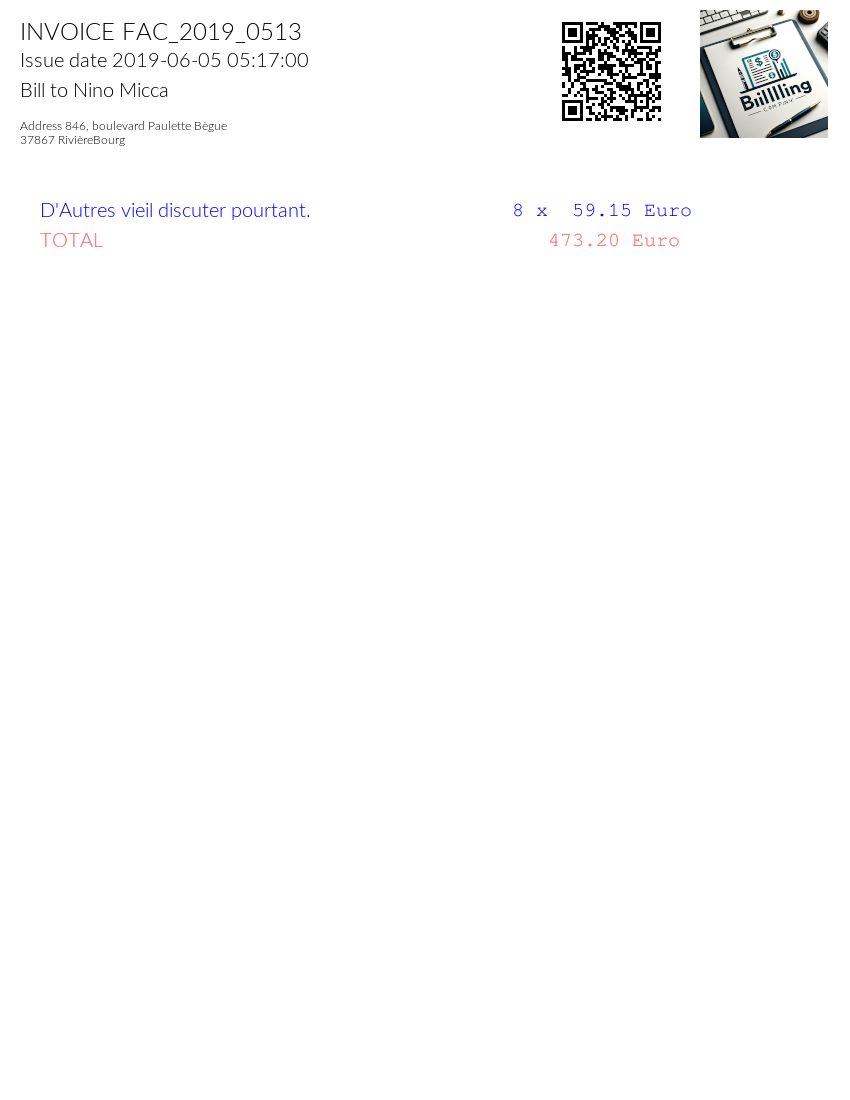 INVOICE FAC_2019_0513
Issue date 2019-06-05 05:17:00
Bill to Nino Micca
Address 846, boulevard Paulette Bègue
37867 RivièreBourg
Biillling
COMPANY
D'Autres vieil discuter pourtant. 8 x 59.15 Euro
TOTAL 473.20 Euro